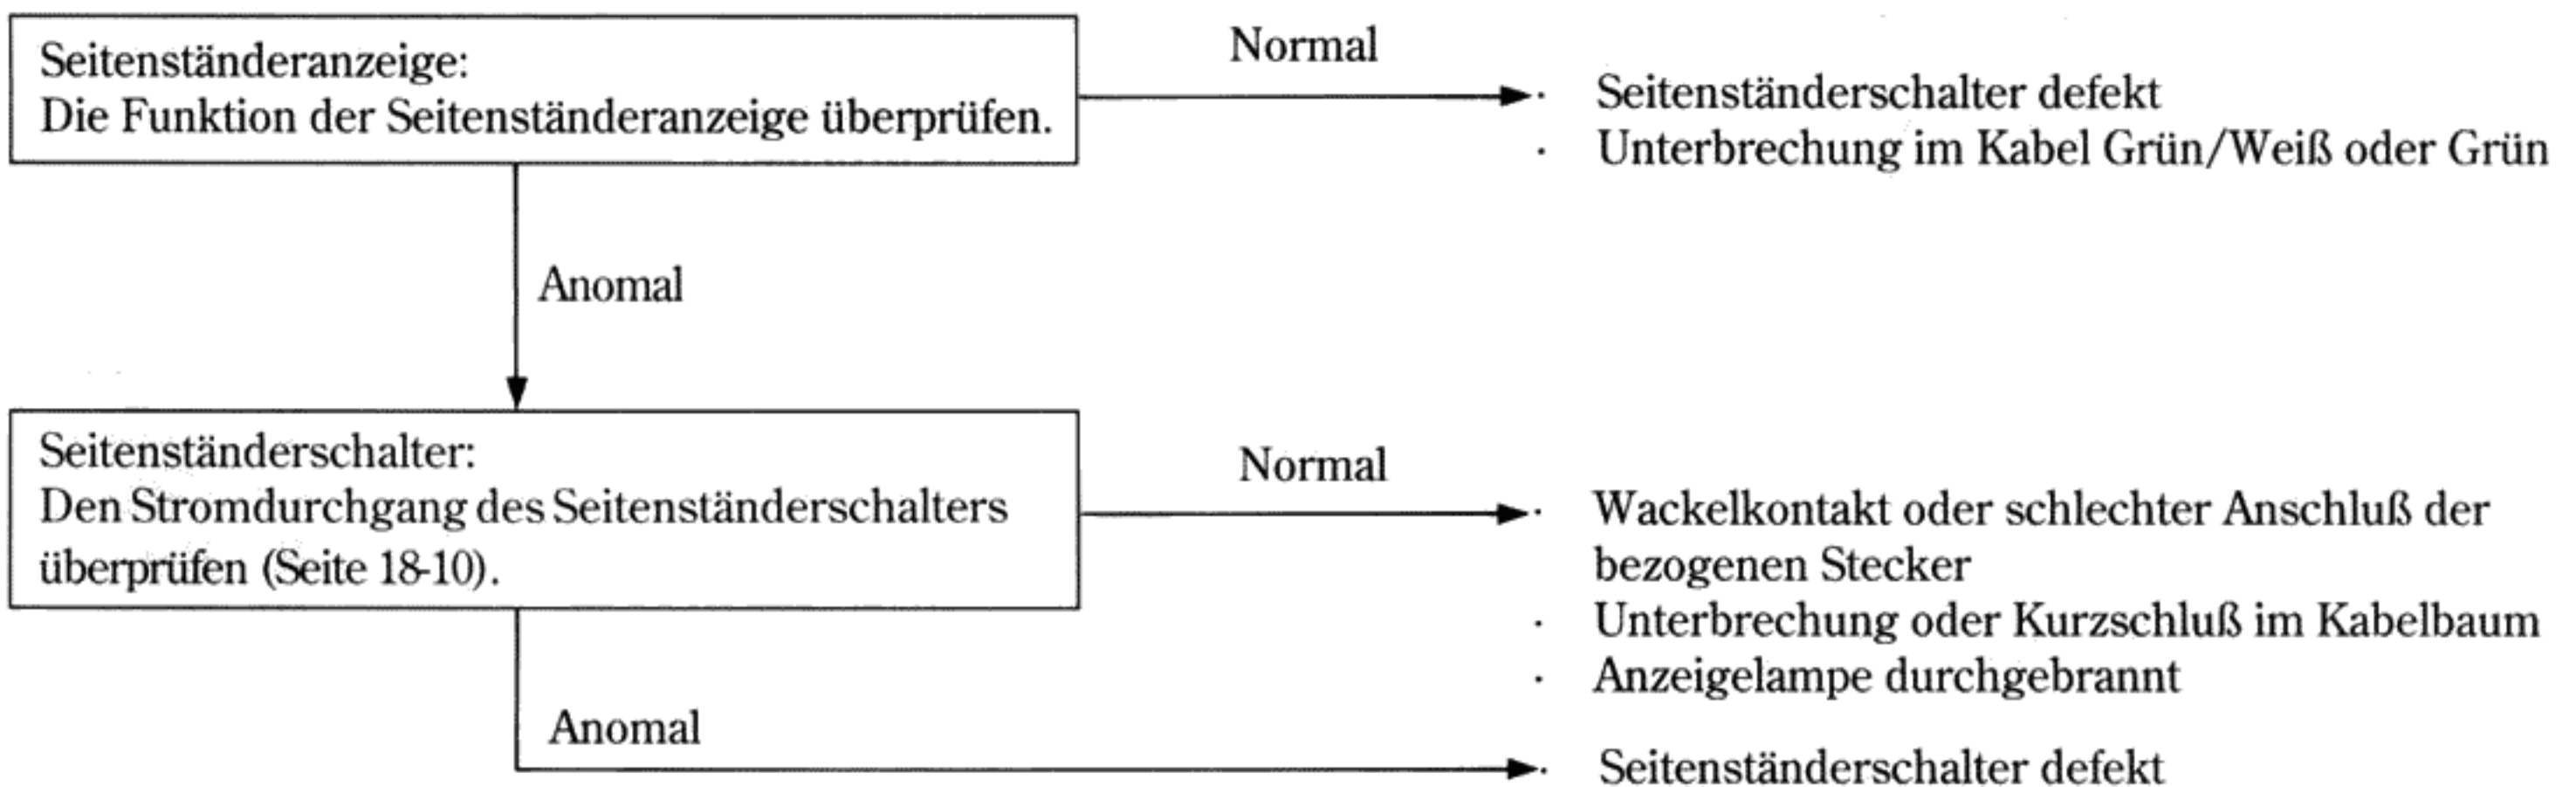 Seitenständeranzeige:
Die Funktion der Seitenständeranzeige überprüfen.
Normal
· Seitenständerschalter defekt
· Unterbrechung im Kabel Grün/Weiß oder Grün
Anomal
Seitenständerschalter:
Den Stromdurchgang des Seitenständerschalters
überprüfen (Seite 18-10).
Normal
· Wackelkontakt oder schlechter Anschluß der
bezogenen Stecker
· Unterbrechung oder Kurzschluß im Kabelbaum
· Anzeigelampe durchgebrannt
Anomal
· Seitenständerschalter defekt